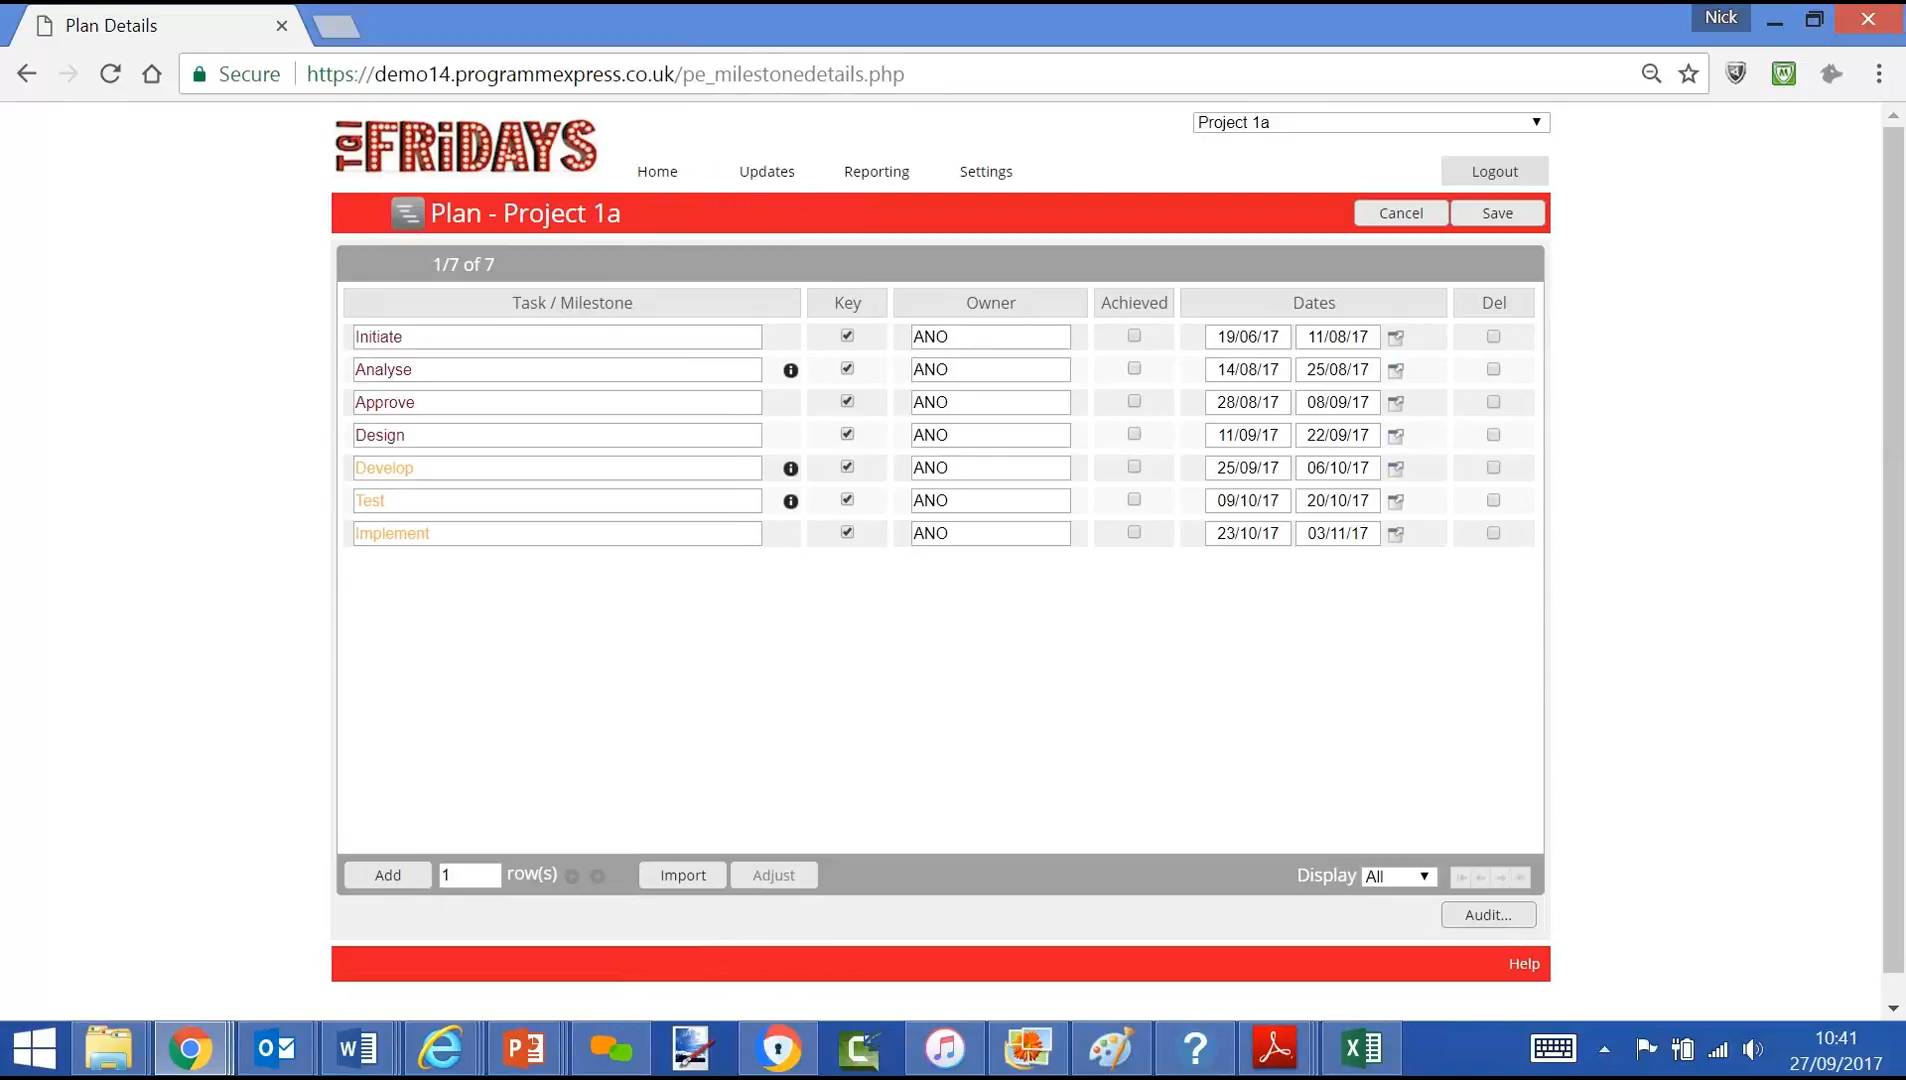 Plan Details
Nick
Secure https://demo14.programmexpress.co.uk/pe_milestonedetails.php
TGI FRiDAYS
Project 1a
Home Updates Reporting Settings Logout
Plan - Project 1a Cancel Save
1/7 of 7
Task / Milestone Key Owner Achieved Dates Del
Initiate ANO 19/06/17 11/08/17
Analyse ANO 14/08/17 25/08/17
Approve ANO 28/08/17 08/09/17
Design ANO 11/09/17 22/09/17
Develop ANO 25/09/17 06/10/17
Test ANO 09/10/17 20/10/17
Implement ANO 23/10/17 03/11/17
Add 1 row(s) Import Adjust Display All
Audit...
Help
10:41
27/09/2017